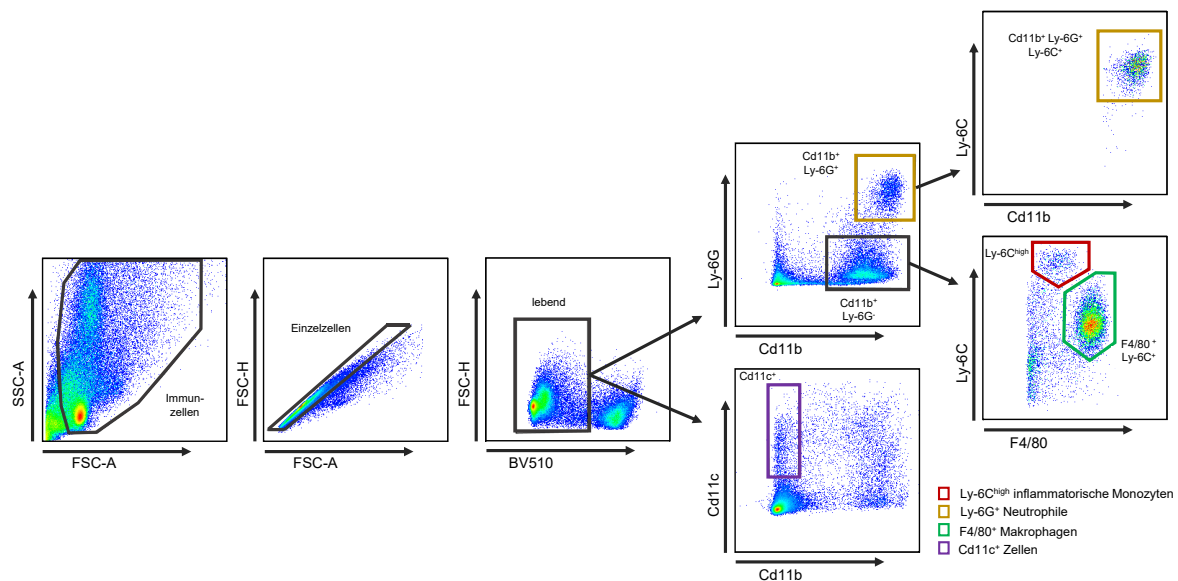 SSC-A
Immun-
zellen
FSC-A
FSC-H
Einzelzellen
FSC-A
FSC-H
lebend
BV510
Ly-6G
Cd11b⁺
Ly-6G⁺
Cd11b⁺
Ly-6G⁻
Cd11b
Cd11c
Cd11c⁺
Cd11b
Ly-6C
Cd11b⁺ Ly-6G⁺
Ly-6C⁺
Cd11b
Ly-6C
Ly-6Cʰⁱᵍʰ
F4/80⁺
Ly-6C⁺
F4/80
Ly-6Cʰⁱᵍʰ inflammatorische Monozyten
Ly-6G⁺ Neutrophile
F4/80⁺ Makrophagen
Cd11c⁺ Zellen